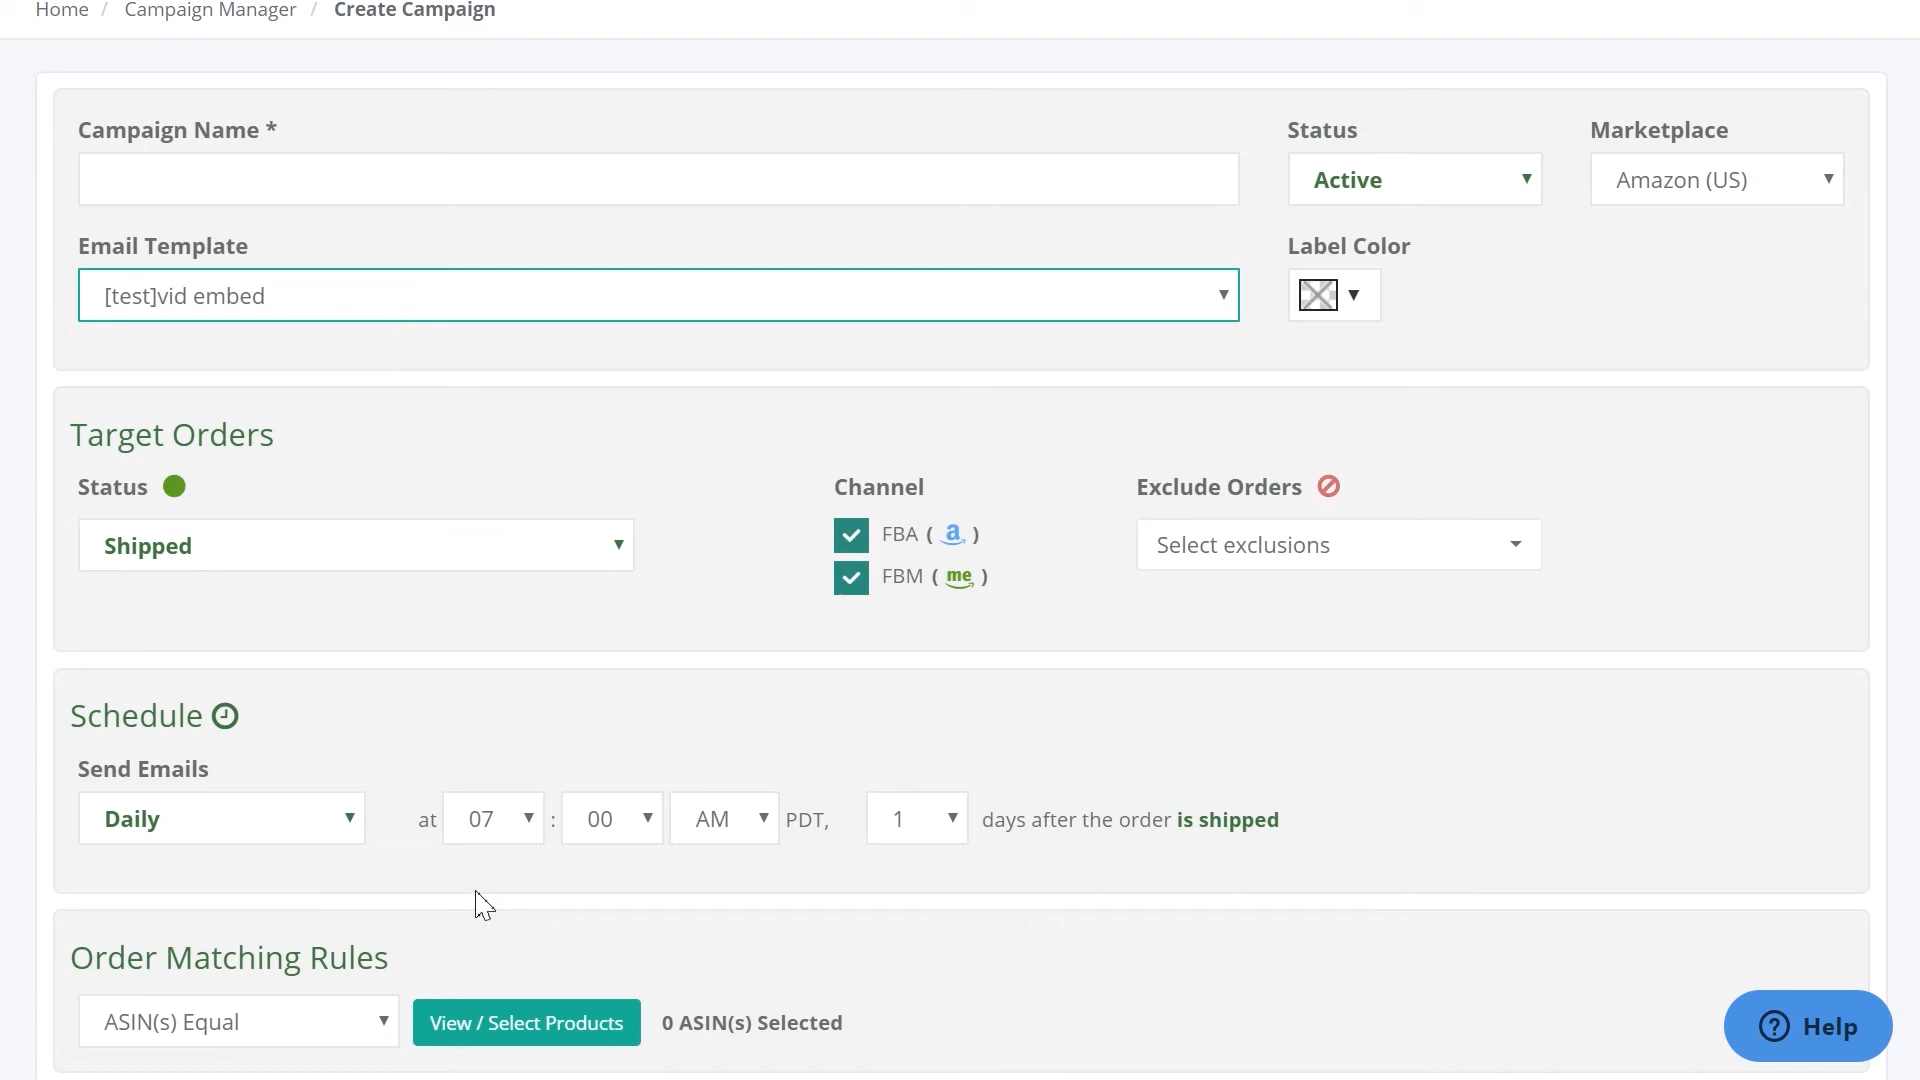 Home / Campaign Manager / Create Campaign
Campaign Name *
Status
Marketplace
Active
Amazon (US)
Email Template
Label Color
[test]vid embed
Target Orders
Status
Channel
Exclude Orders
Shipped
FBA ( a )
FBM ( me )
Select exclusions
Schedule
Send Emails
Daily at 07 : 00 AM PDT, 1 days after the order is shipped
Order Matching Rules
ASIN(s) Equal
View / Select Products
0 ASIN(s) Selected
Help